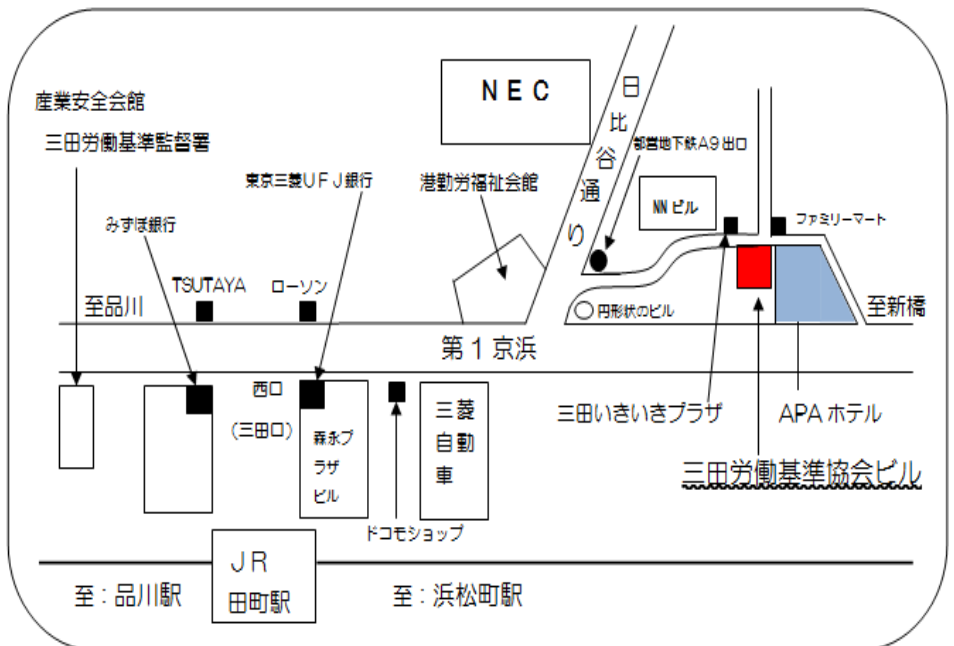 産業安全会館
三田労働基準監督署
NEC
日比谷通り
都営地下鉄A9出口
東京三菱UFJ銀行
港勤労福祉会館
NNビル
みずほ銀行
ファミリーマート
TSUTAYA
ローソン
至品川
円形状のビル
至新橋
第1京浜
西口
(三田口)
森永プ
ラザ
ビル
三菱
自動
車
三田いきいきプラザ
APAホテル
三田労働基準協会ビル
ドコモショップ
JR
田町駅
至:品川駅
至:浜松町駅